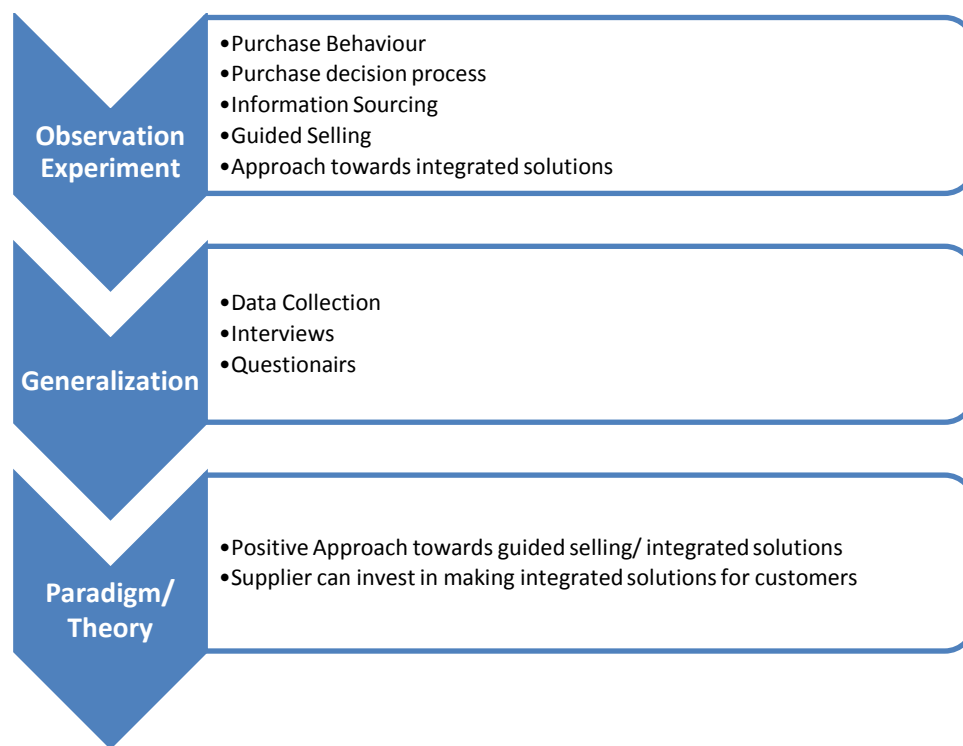 Observation
Experiment
•Purchase Behaviour
•Purchase decision process
•Information Sourcing
•Guided Selling
•Approach towards integrated solutions
Generalization
•Data Collection
•Interviews
•Questionairs
Paradigm/
Theory
•Positive Approach towards guided selling/ integrated solutions
•Supplier can invest in making integrated solutions for customers